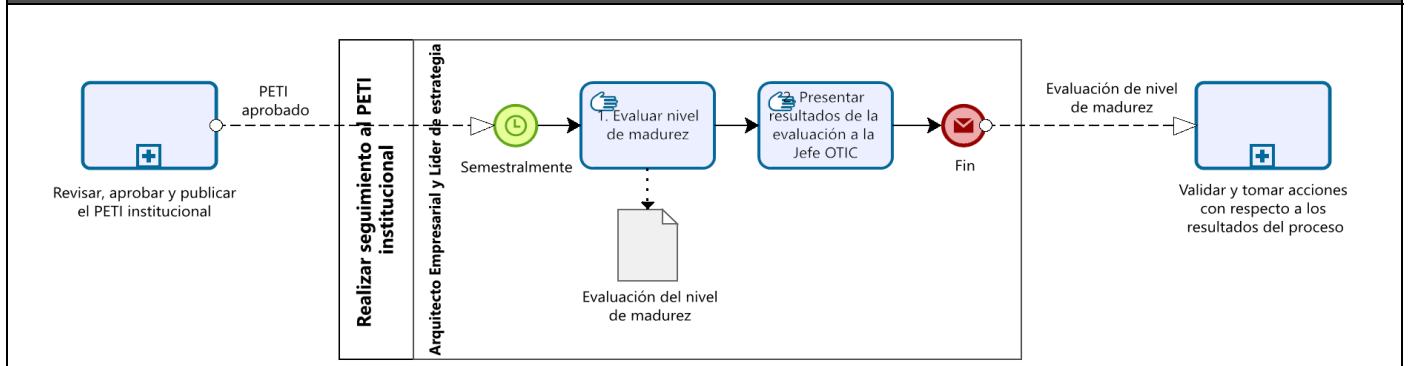 PETI
aprobado
Revisar, aprobar y publicar
el PETI institucional
Realizar seguimiento al PETI
institucional
Arquitecto Empresarial y Líder de estrategia
Semestralmente
1. Evaluar nivel
de madurez
2. Presentar
resultados de la
evaluación a la
Jefe OTIC
Fin
Evaluación del nivel
de madurez
Evaluación de nivel
de madurez
Validar y tomar acciones
con respecto a los
resultados del proceso